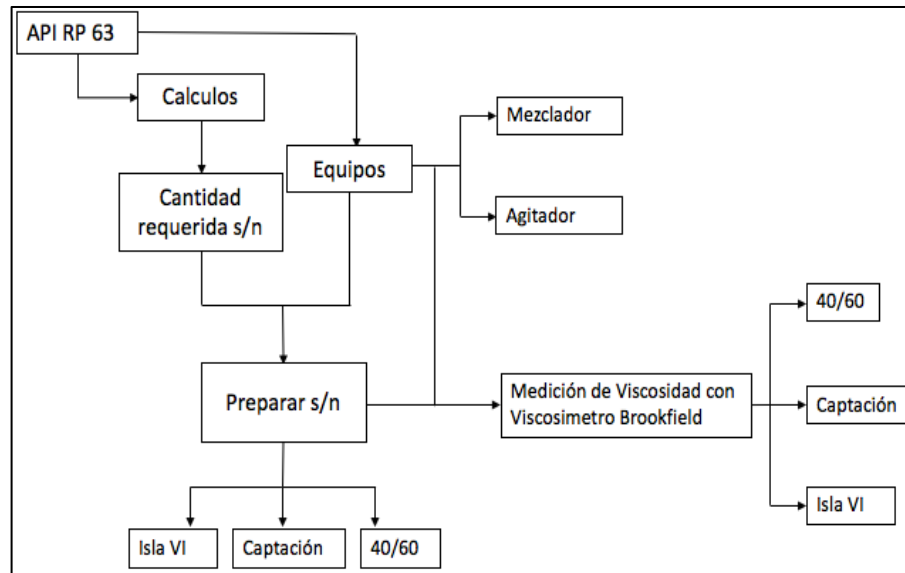 API RP 63
Calculos
Mezclador
Equipos
Cantidad
requerida s/n
Agitador
40/60
Preparar s/n
Medición de Viscosidad con
Viscosimetro Brookfield
Captación
Isla VI
Isla VI
Captación
40/60